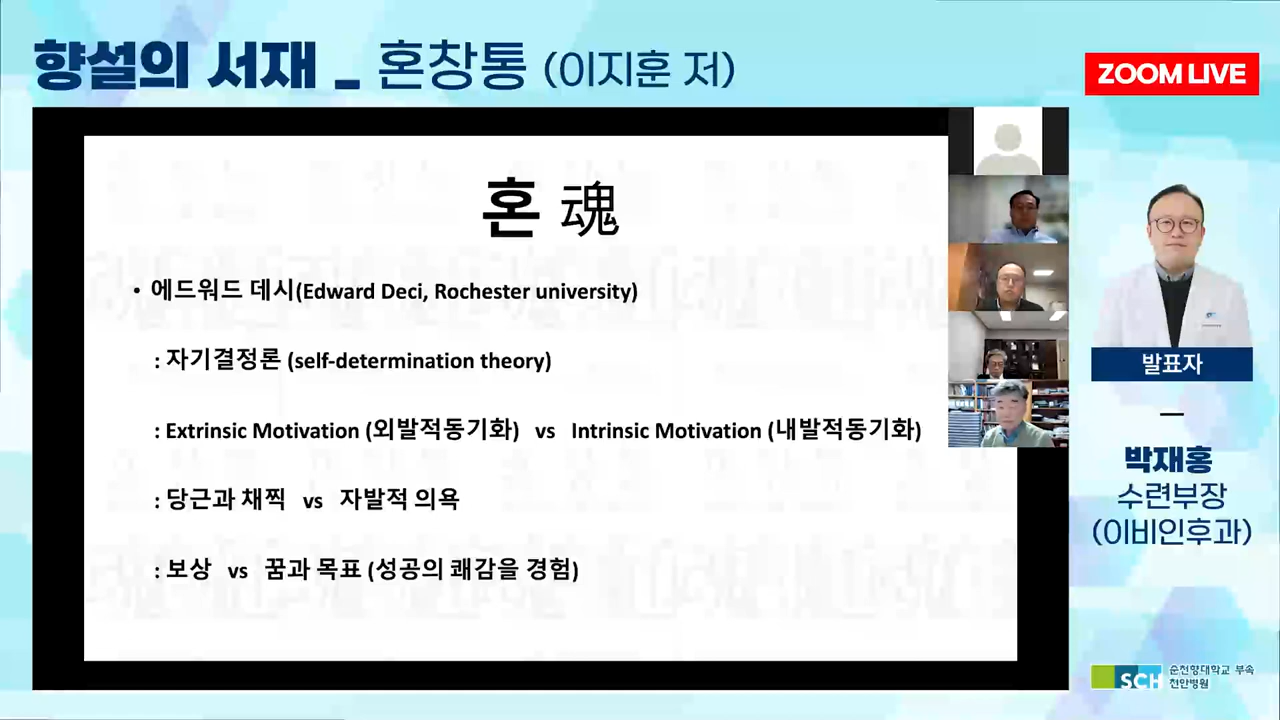 향설의 서재 _ 혼창통 (이지훈 저)
ZOOM LIVE
혼 魂
• 에드워드 데시(Edward Deci, Rochester university)
: 자기결정론 (self-determination theory)
: Extrinsic Motivation (외발적동기화) vs Intrinsic Motivation (내발적동기화)
: 당근과 채찍 vs 자발적 의욕
: 보상 vs 꿈과 목표 (성공의 쾌감을 경험)
발표자
박재홍
수련부장
(이비인후과)
SCH 순천향대학교 부속
천안병원